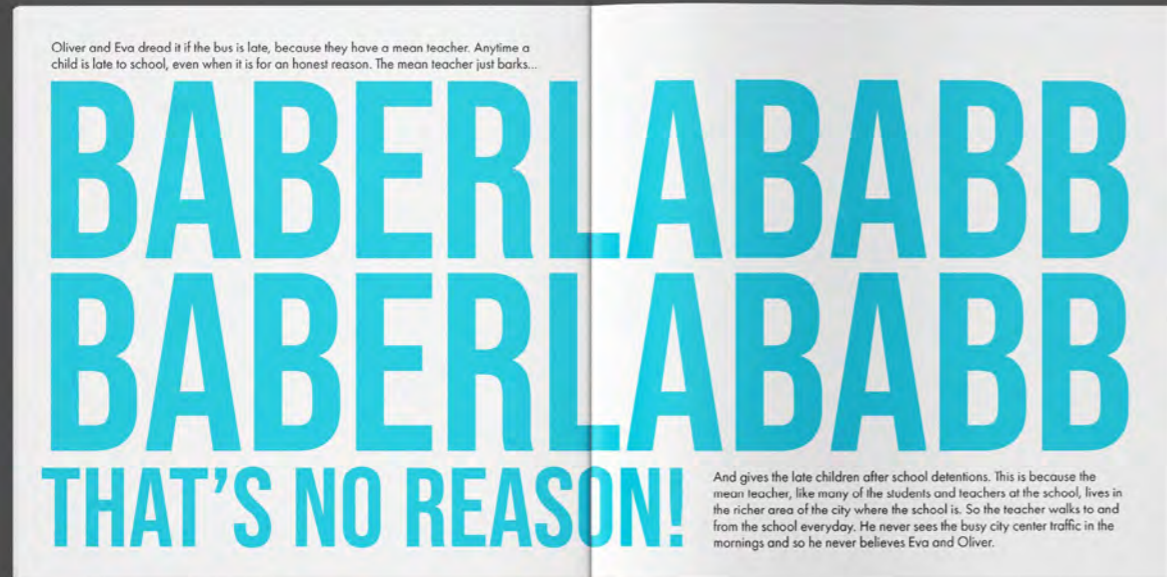 Oliver and Eva dread it if the bus is late, because they have a mean teacher. Anytime a
child is late to school, even when it is for an honest reason. The mean teacher just barks...
BABERLABABB
BABERLABABB
THAT'S NO REASON!
And gives the late children after school detentions. This is because the
mean teacher, like many of the students and teachers at the school, lives in
the richer area of the city where the school is. So the teacher walks to and
from the school everyday. He never sees the busy city center traffic in the
mornings and so he never believes Eva and Oliver.